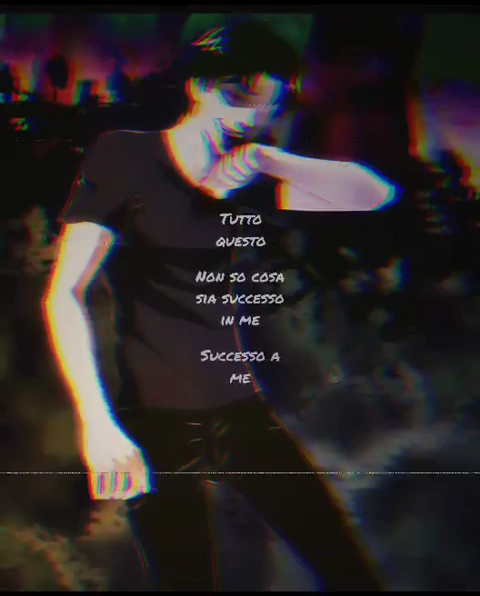 Tutto
questo
Non so cosa
sia successo
in me
Successo a
me